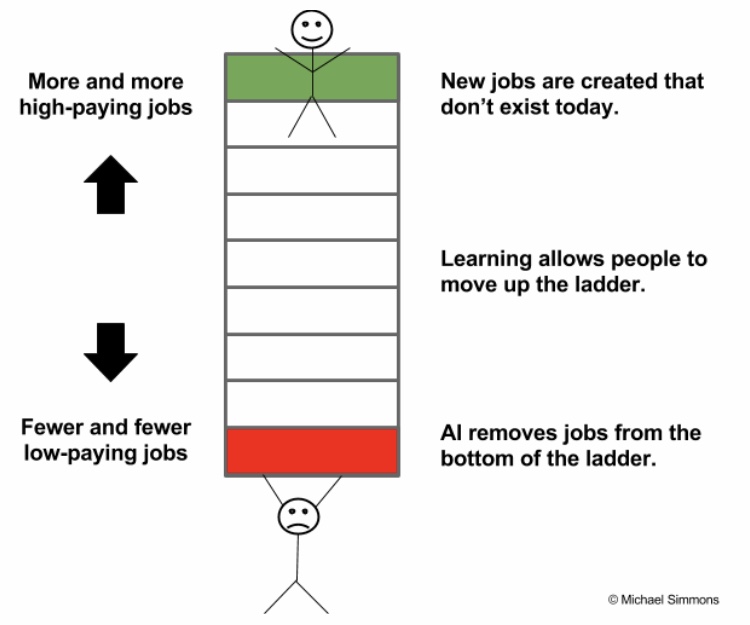 More and more
high-paying jobs
New jobs are created that
don’t exist today.
Learning allows people to
move up the ladder.
Fewer and fewer
low-paying jobs
AI removes jobs from the
bottom of the ladder.
© Michael Simmons